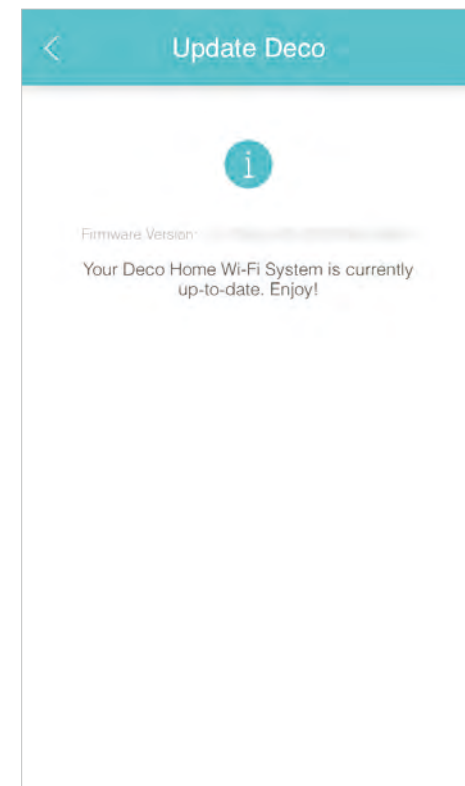 Update Deco
i
Firmware Version:
Your Deco Home Wi-Fi System is currently
up-to-date. Enjoy!